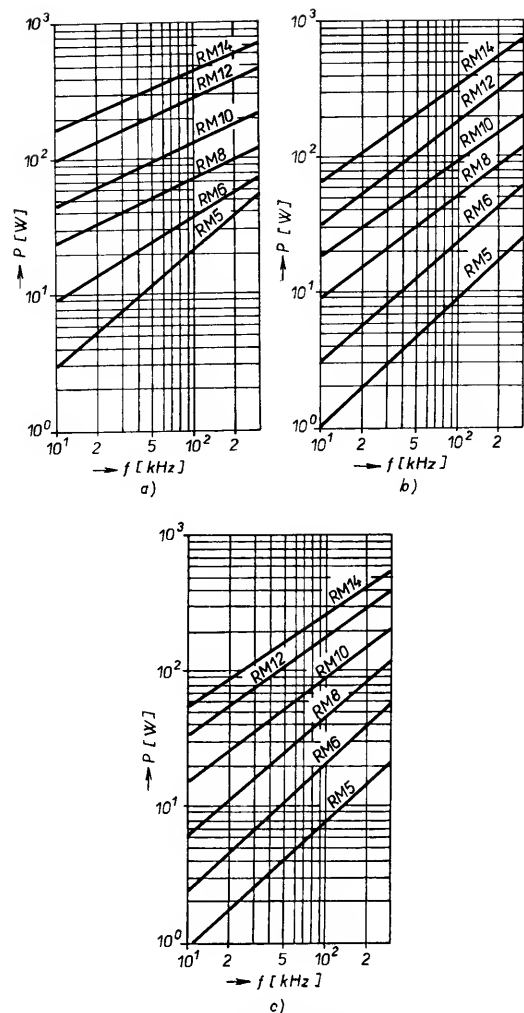 10³
RM14
RM12
10²
RM10
RM8
RM6
RM5
10¹
10⁰
P [W]
10¹ 2 5 10² 2
f [kHz]
a)
10³
RM14
RM12
RM10
10²
RM8
RM6
RM5
10¹
10⁰
P [W]
10¹ 2 5 10² 2
f [kHz]
b)
10³
RM14
RM12
RM10
10²
RM8
RM6
RM5
10¹
10⁰
P [W]
10¹ 2 5 10² 2
f [kHz]
c)